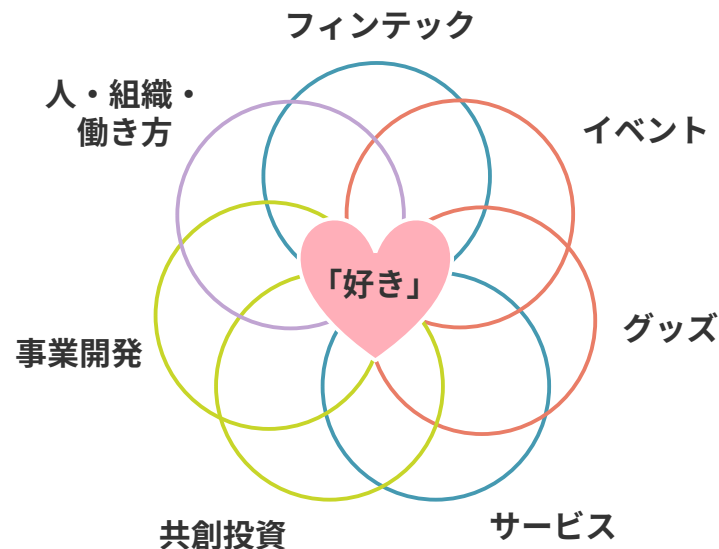 フィンテック
人・組織・
働き方
イベント
「好き」
グッズ
事業開発
サービス
共創投資